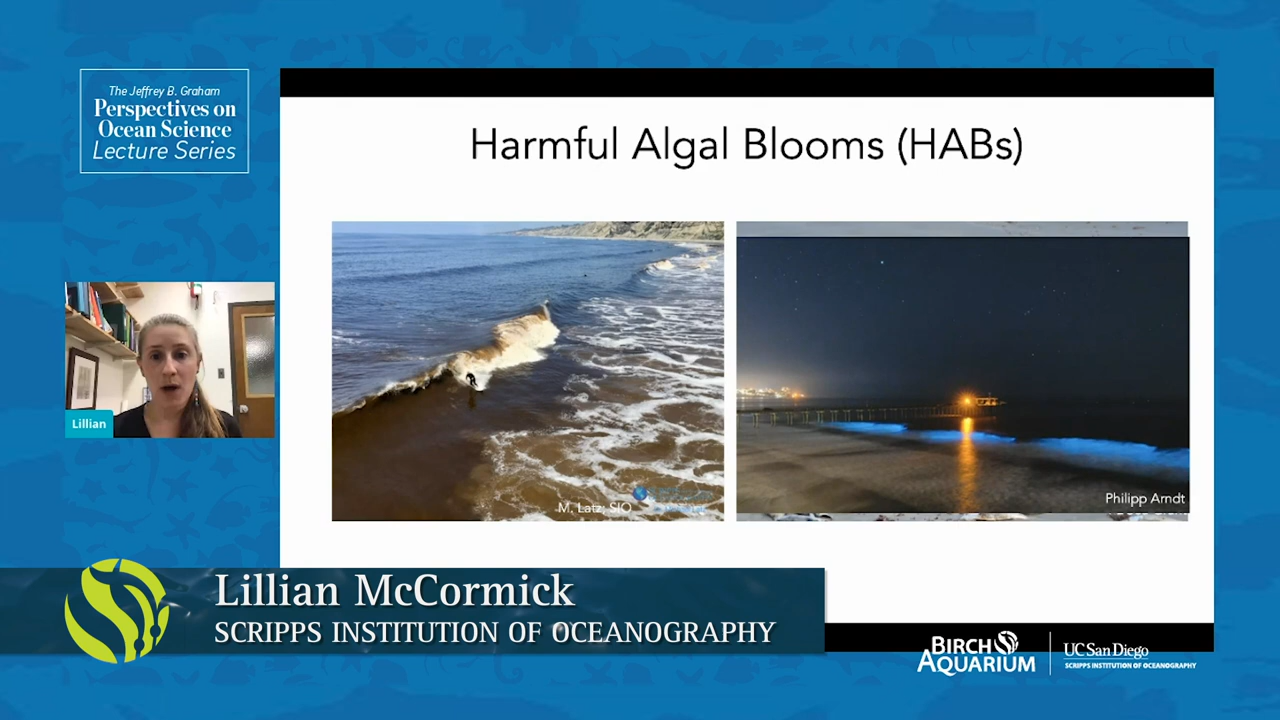 The Jeffrey B. Graham
Perspectives on
Ocean Science
Lecture Series
Harmful Algal Blooms (HABs)
M. Latz; SIO
Philipp Arndt
Lillian
Lillian McCormick
SCRIPPS INSTITUTION OF OCEANOGRAPHY
BIRCH
AQUARIUM
UC San Diego
SCRIPPS INSTITUTION OF OCEANOGRAPHY